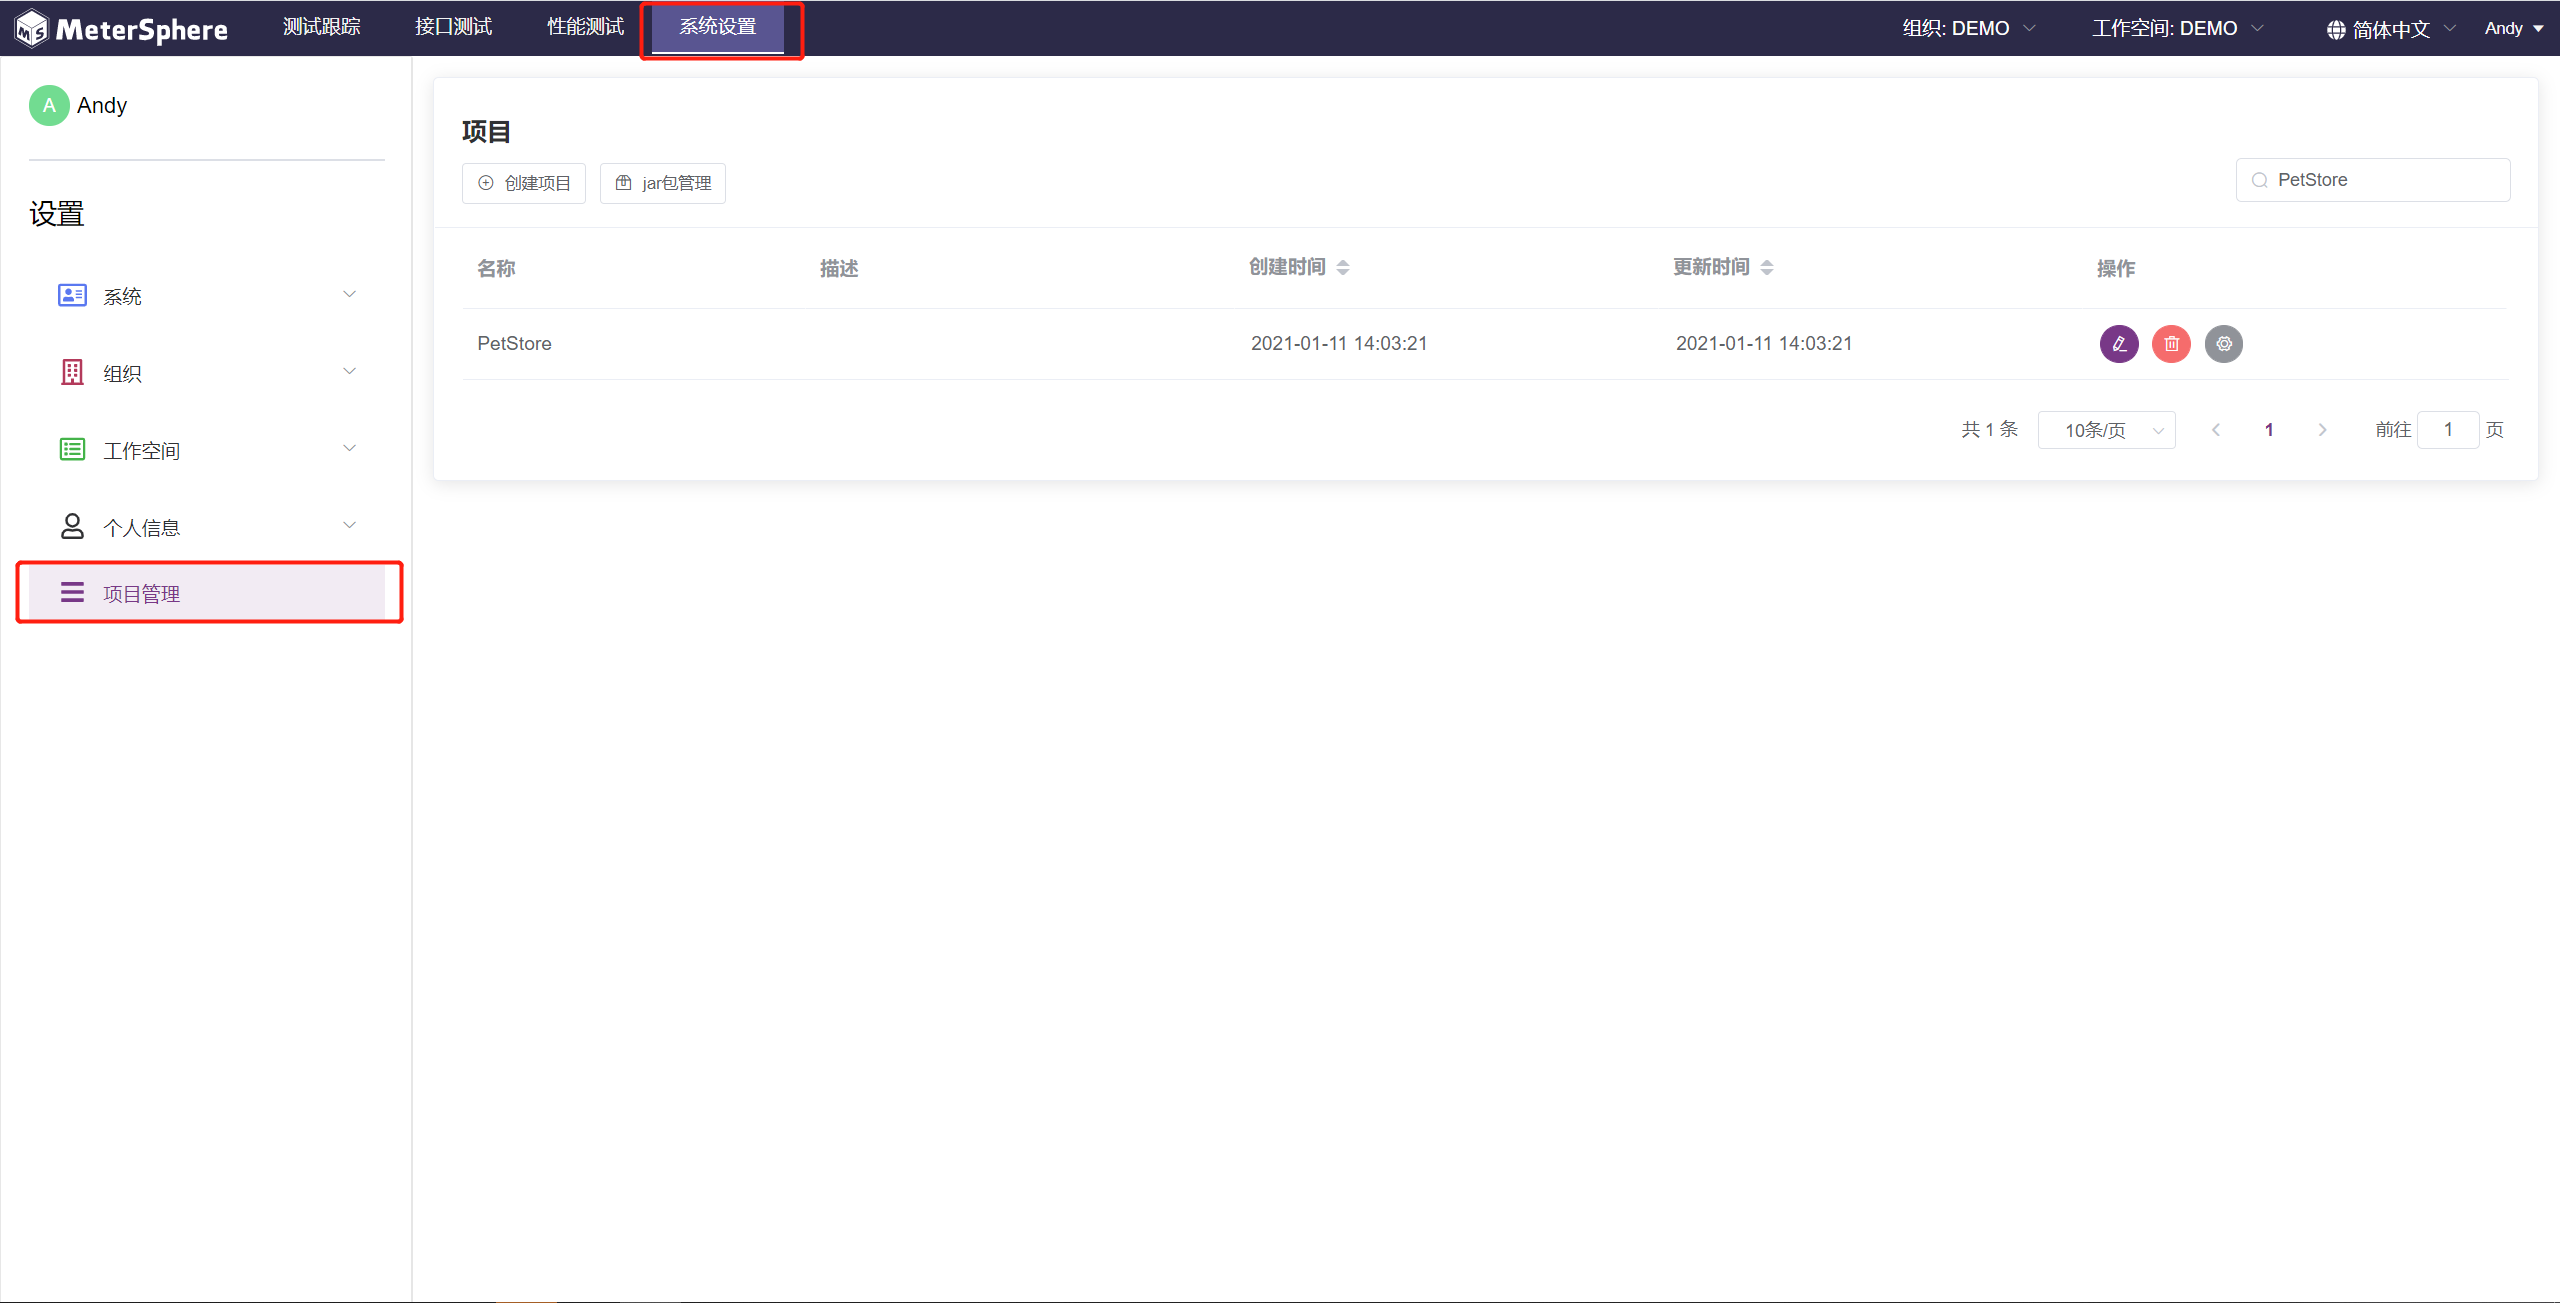 MeterSphere 测试跟踪 接口测试 性能测试 系统设置 组织: DEMO 工作空间: DEMO 简体中文 Andy
A Andy
设置
系统
组织
工作空间
个人信息
项目管理
项目
创建项目 jar包管理 PetStore
名称 描述 创建时间 更新时间 操作
PetStore 2021-01-11 14:03:21 2021-01-11 14:03:21
共 1 条 10条/页 1 前往 1 页